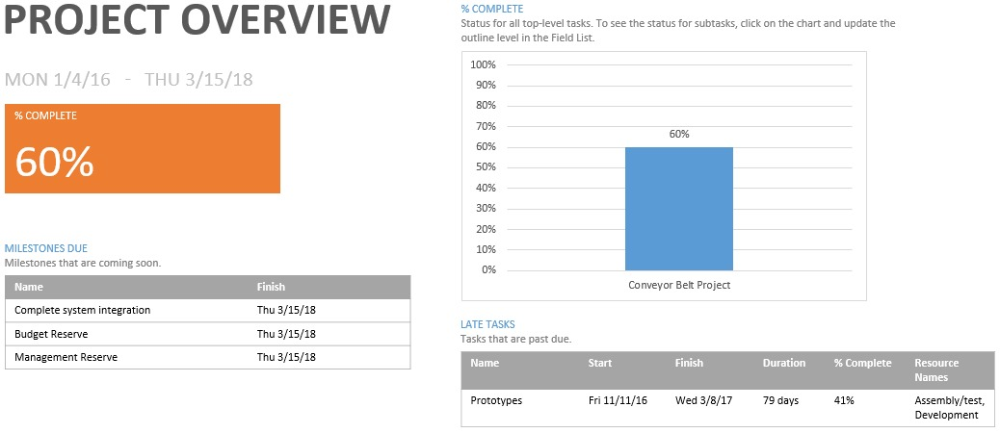 PROJECT OVERVIEW
MON 1/4/16 - THU 3/15/18
% COMPLETE
60%
MILESTONES DUE
Milestones that are coming soon.
Name Finish
Complete system integration Thu 3/15/18
Budget Reserve Thu 3/15/18
Management Reserve Thu 3/15/18
% COMPLETE
Status for all top-level tasks. To see the status for subtasks, click on the chart and update the
outline level in the Field List.
100%
90%
80%
70%
60%
50%
40%
30%
20%
10%
0%
60%
Conveyor Belt Project
LATE TASKS
Tasks that are past due.
Name Start Finish Duration % Complete Resource
Names
Prototypes Fri 11/11/16 Wed 3/8/17 79 days 41% Assembly/test,
Development